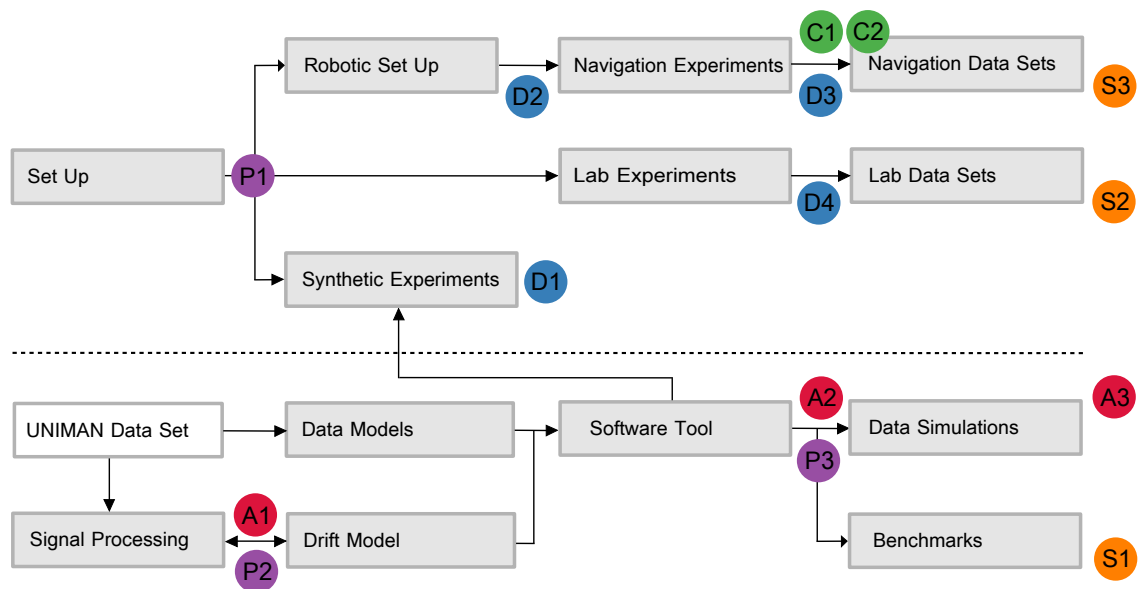 C1 C2
Robotic Set Up Navigation Experiments Navigation Data Sets
D2 D3 S3
Set Up P1 Lab Experiments Lab Data Sets
D4 S2
Synthetic Experiments D1
A2 A3
UNIMAN Data Set Data Models Software Tool Data Simulations
P3
A1
Signal Processing Drift Model Benchmarks
P2 S1